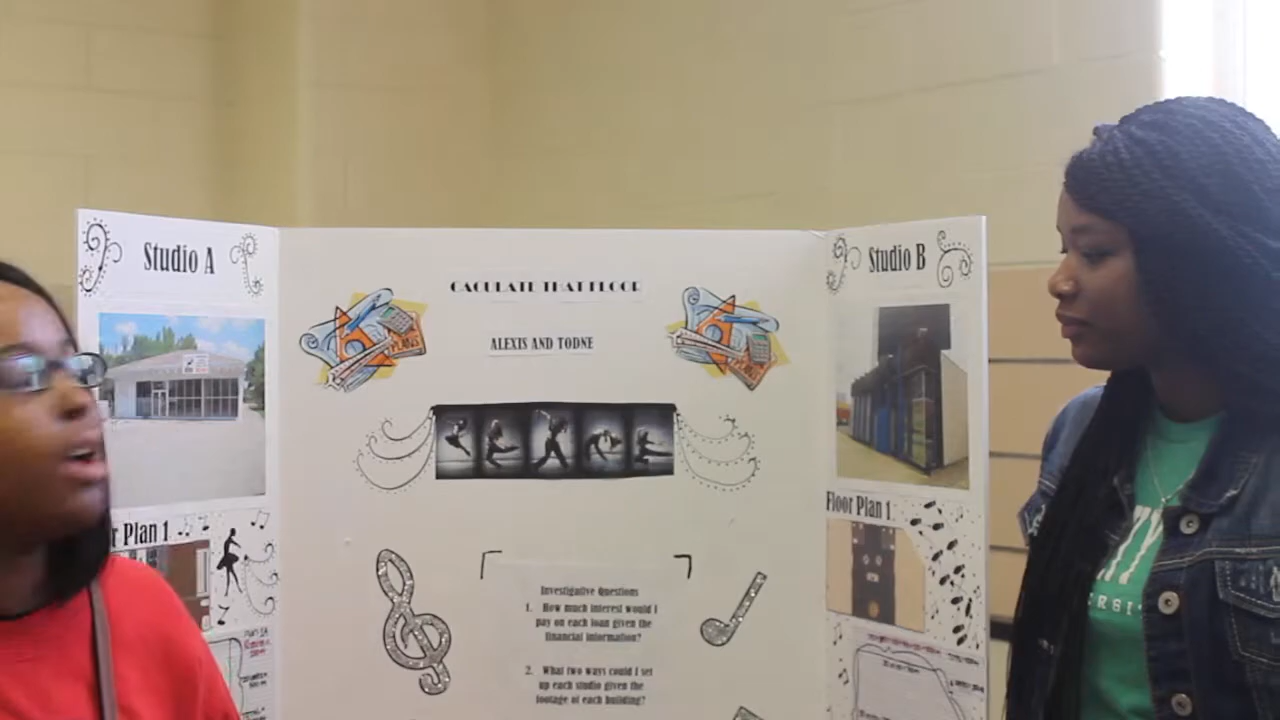 Studio A
CACULATE THAT FLOOR
ALEXIS AND TODNE
Studio B
PLANS
r Plan 1
Floor Plan 1
Investigative Questions
1. How much interest would I
pay on each loan given the
financial information?
2. What two ways could I set
up each studio given the
footage of each building?